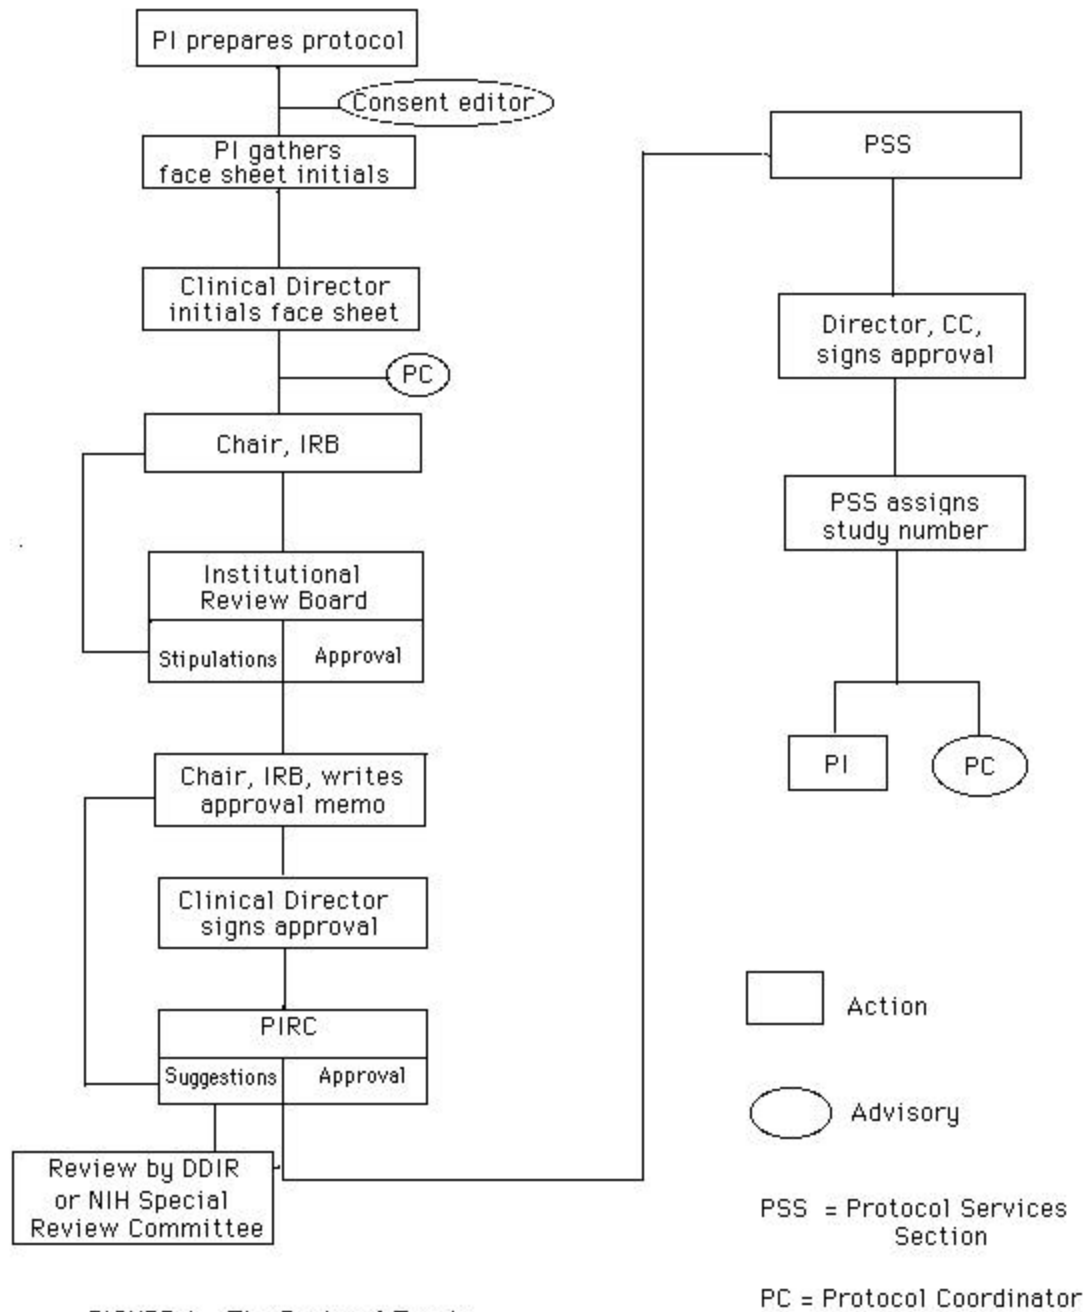 PI prepares protocol
Consent editor
PI gathers
face sheet initials
Clinical Director
initials face sheet
PC
Chair, IRB
Institutional
Review Board
Stipulations
Approval
Chair, IRB, writes
approval memo
Clinical Director
signs approval
PIRC
Suggestions
Approval
Review by DDIR
or NIH Special
Review Committee
PSS
Director, CC,
signs approval
PSS assigns
study number
PI
PC
Action
Advisory
PSS = Protocol Services
Section
PC = Protocol Coordinator